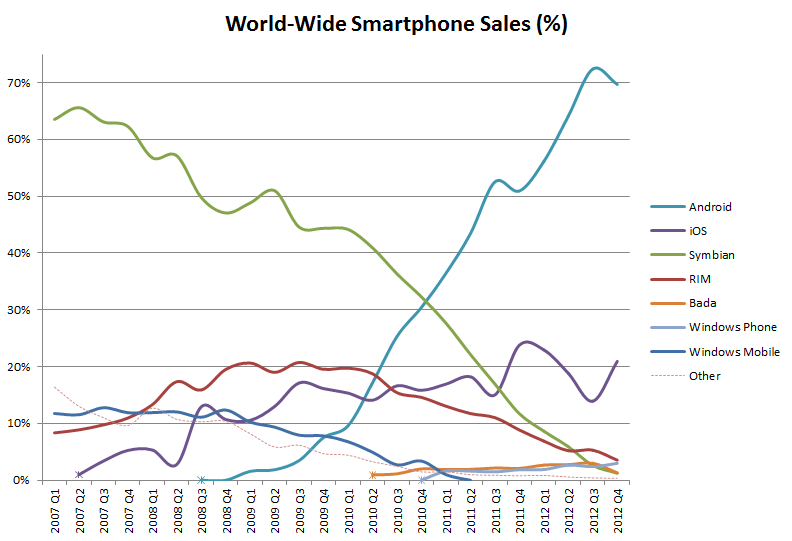 World-Wide Smartphone Sales (%)
70%
60%
50%
40%
30%
20%
10%
0%
2007 Q1
2007 Q2
2007 Q3
2007 Q4
2008 Q1
2008 Q2
2008 Q3
2008 Q4
2009 Q1
2009 Q2
2009 Q3
2009 Q4
2010 Q1
2010 Q2
2010 Q3
2010 Q4
2011 Q1
2011 Q2
2011 Q3
2011 Q4
2012 Q1
2012 Q2
2012 Q3
2012 Q4
Android
iOS
Symbian
RIM
Bada
Windows Phone
Windows Mobile
Other